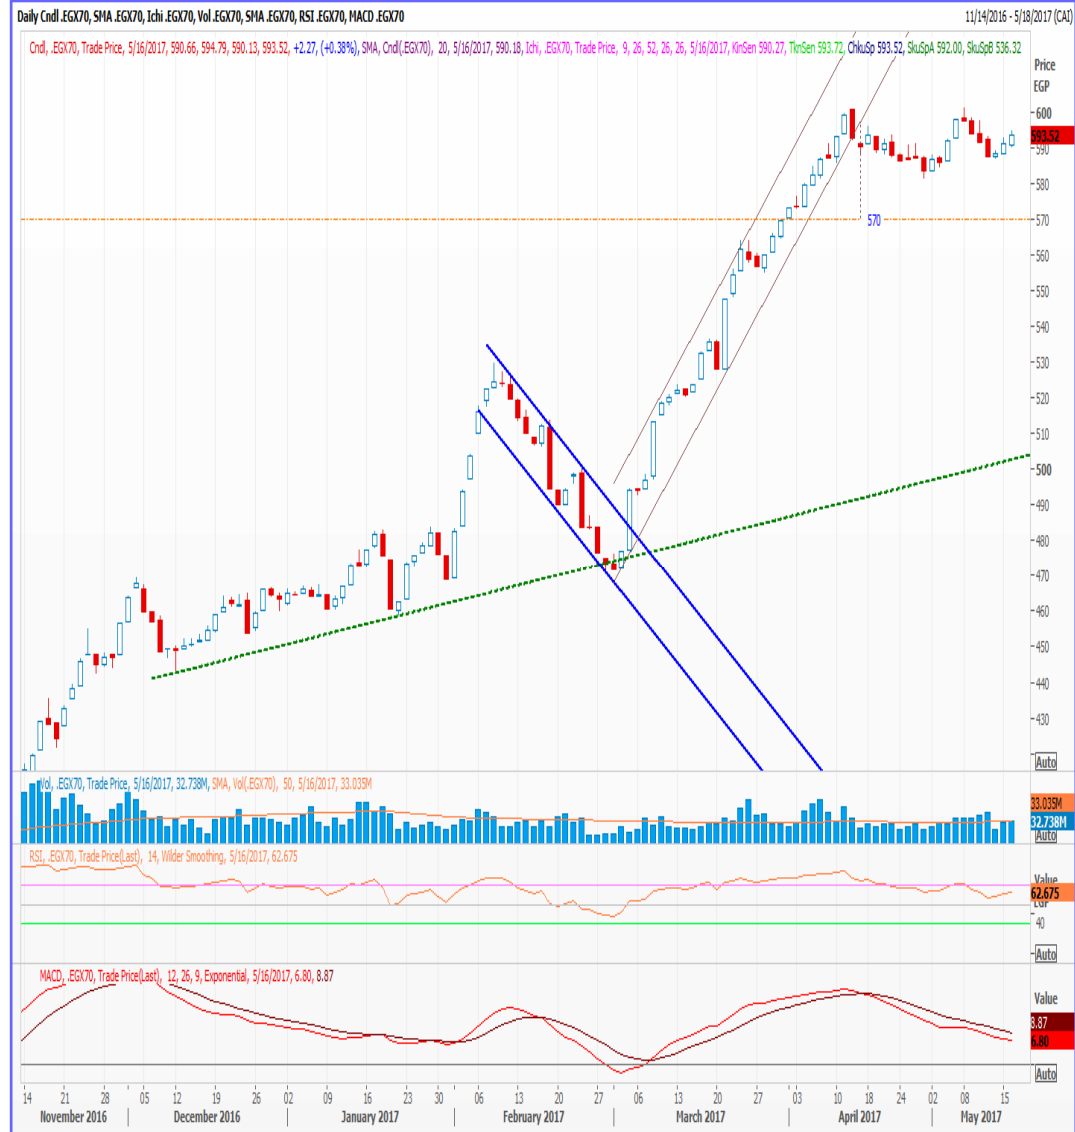 Daily Cndl .EGX70, SMA .EGX70, Ichi .EGX70, Vol .EGX70, SMA .EGX70, RSI .EGX70, MACD .EGX70 11/14/2016 - 5/18/2017 (CAI)
Cndl, .EGX70, Trade Price, 5/16/2017, 590.66, 594.79, 590.13, 593.52, +2.27, (+0.38%), SMA, Cndl(.EGX70), 20, 5/16/2017, 590.18, Ichi, .EGX70, Trade Price, 9, 26, 52, 26, 26, 5/16/2017, KinSen 590.27, TknSen 593.72, ChkuSp 593.52, SkuSpA 592.00, SkuSpB 536.32
Price
EGP
600
593.52
590
580
570
570
560
550
540
530
520
510
500
490
480
470
460
450
440
430
Auto
Vol, .EGX70, Trade Price, 5/16/2017, 32.738M, SMA, Vol(.EGX70), 50, 5/16/2017, 33.035M
33.035M
32.738M
Auto
RSI, .EGX70, Trade Price(Last), 14, Wilder Smoothing, 5/16/2017, 62.675
Value
62.675
EGP
40
Auto
MACD, .EGX70, Trade Price(Last), 12, 26, 9, Exponential, 5/16/2017, 6.80, 8.87
Value
8.87
6.80
Auto
14 21 28 05 12 19 26 02 09 16 23 30 06 13 20 27 06 13 20 27 03 10 18 24 02 08 15
November 2016 December 2016 January 2017 February 2017 March 2017 April 2017 May 2017